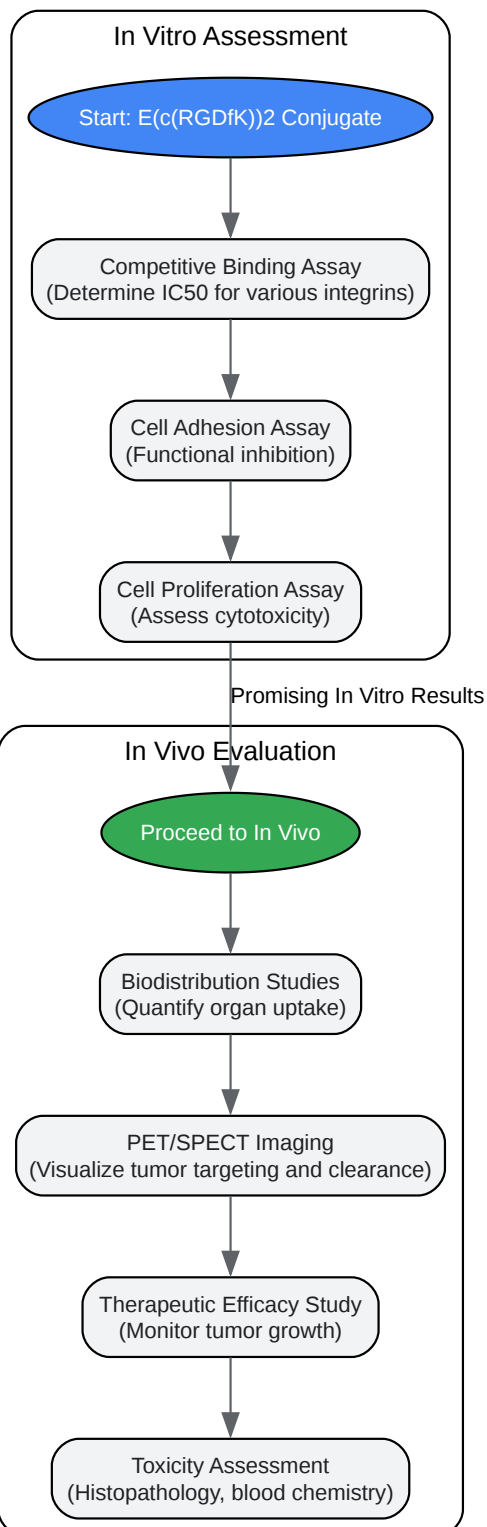 In Vitro Assessment
Start: E(c(RGDfK))2 Conjugate
Competitive Binding Assay
(Determine IC50 for various integrins)
Cell Adhesion Assay
(Functional inhibition)
Cell Proliferation Assay
(Assess cytotoxicity)
Promising In Vitro Results
In Vivo Evaluation
Proceed to In Vivo
Biodistribution Studies
(Quantify organ uptake)
PET/SPECT Imaging
(Visualize tumor targeting and clearance)
Therapeutic Efficacy Study
(Monitor tumor growth)
Toxicity Assessment
(Histopathology, blood chemistry)